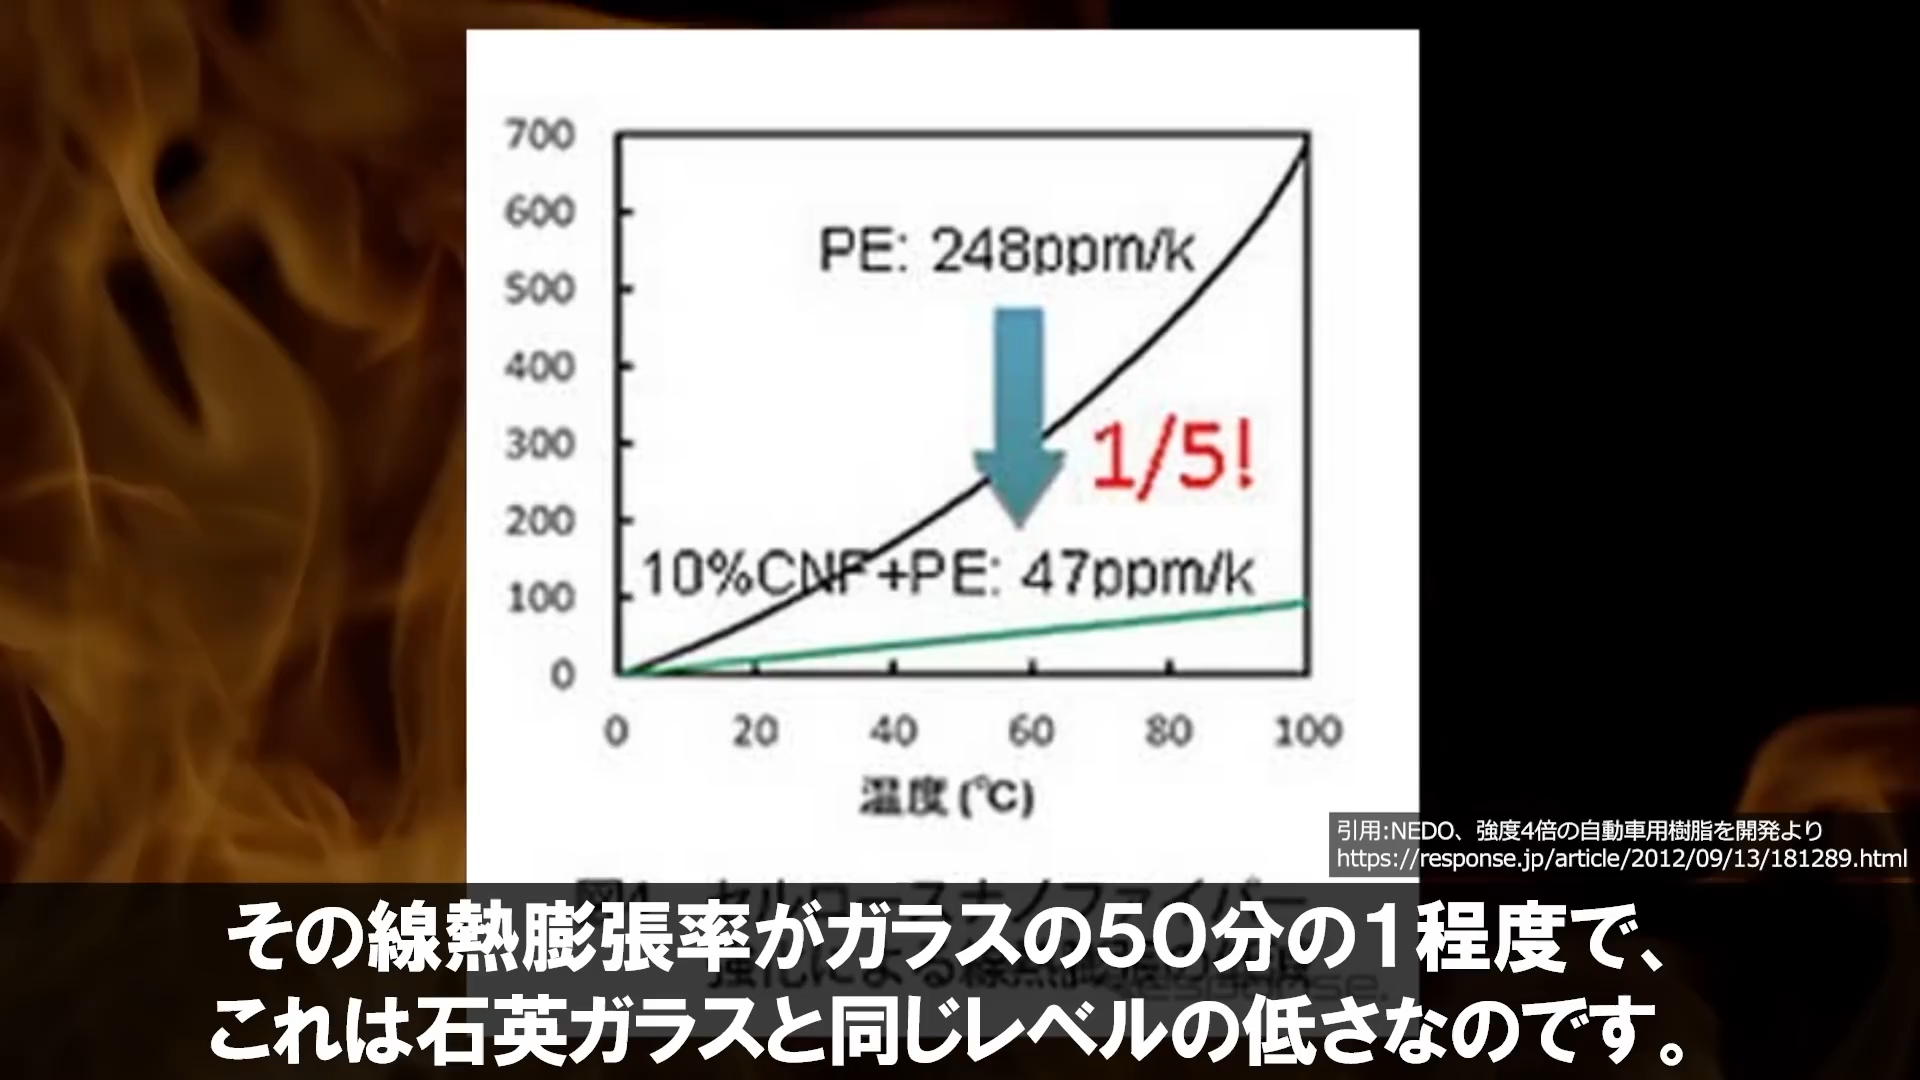 700
600
500
400
300
200
100
0
PE: 248ppm/k
1/5!
10%CNF+PE: 47ppm/k
0 20 40 60 80 100
温度 (℃)
引用:NEDO、強度4倍の自動車用樹脂を開発より
https://response.jp/article/2012/09/13/181289.html
その線熱膨張率がガラスの50分の1程度で、
これは石英ガラスと同じレベルの低さなのです。